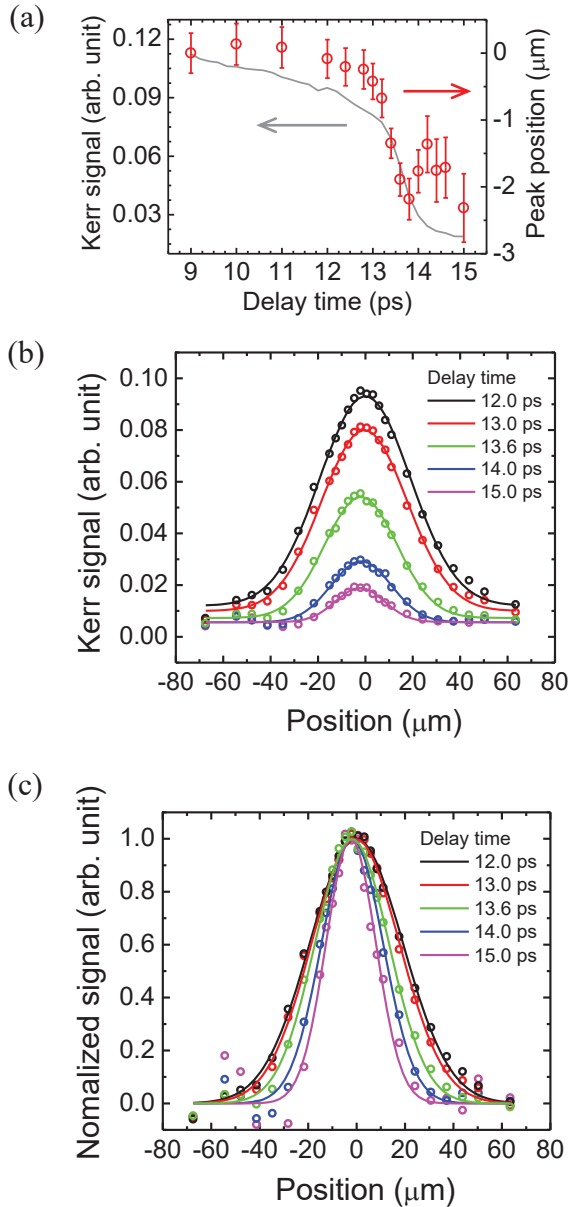 (a)
Kerr signal (arb. unit)
0.12
0.09
0.06
0.03
0
-1
-2
-3
Peak position (μm)
9 10 11 12 13 14 15
Delay time (ps)
(b)
Kerr signal (arb. unit)
0.10
0.08
0.06
0.04
0.02
0.00
Delay time
12.0 ps
13.0 ps
13.6 ps
14.0 ps
15.0 ps
-80 -60 -40 -20 0 20 40 60 80
Position (μm)
(c)
Nomalized signal (arb. unit)
1.0
0.8
0.6
0.4
0.2
0.0
Delay time
12.0 ps
13.0 ps
13.6 ps
14.0 ps
15.0 ps
-80 -60 -40 -20 0 20 40 60 80
Position (μm)